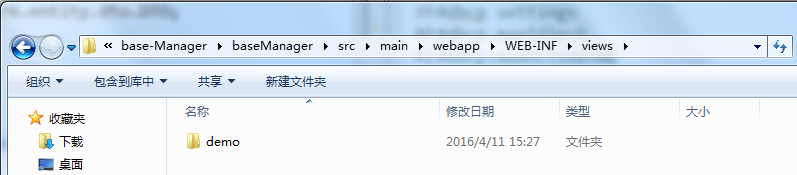 « base-Manager ▸ baseManager ▸ src ▸ main ▸ webapp ▸ WEB-INF ▸ views ▸
组织 包含到库中 共享 新建文件夹
名称 修改日期 类型 大小
收藏夹
下载 demo 2016/4/11 15:27 文件夹
桌面